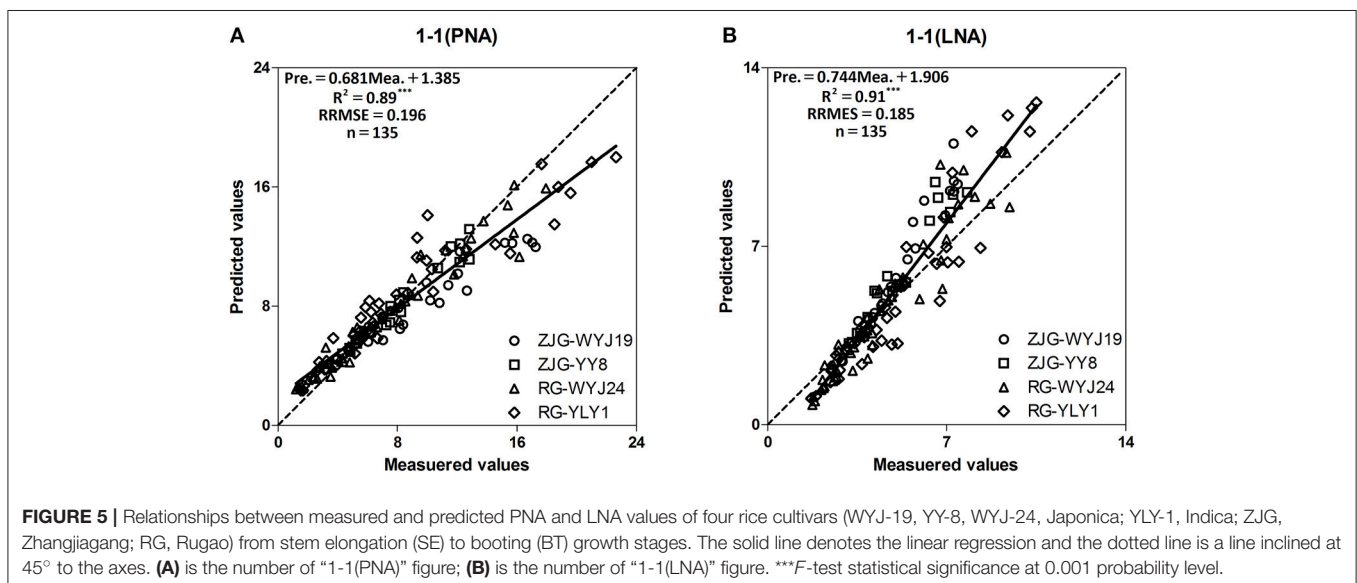 A
1-1(PNA)
Pre. = 0.681Mea. + 1.385
R² = 0.89***
RRMSE = 0.196
n = 135
24
16
8
0
Predicted values
0 8 16 24
Measuered values
ZJG-WYJ19
ZJG-YY8
RG-WYJ24
RG-YLY1
B
1-1(LNA)
Pre. = 0.744Mea. + 1.906
R² = 0.91***
RRMES = 0.185
n = 135
14
7
0
Predicted values
0 7 14
Measuered values
ZJG-WYJ19
ZJG-YY8
RG-WYJ24
RG-YLY1
FIGURE 5 | Relationships between measured and predicted PNA and LNA values of four rice cultivars (WYJ-19, YY-8, WYJ-24, Japonica; YLY-1, Indica; ZJG,
Zhangjiagang; RG, Rugao) from stem elongation (SE) to booting (BT) growth stages. The solid line denotes the linear regression and the dotted line is a line inclined at
45° to the axes. (A) is the number of “1-1(PNA)” figure; (B) is the number of “1-1(LNA)” figure. ***F-test statistical significance at 0.001 probability level.